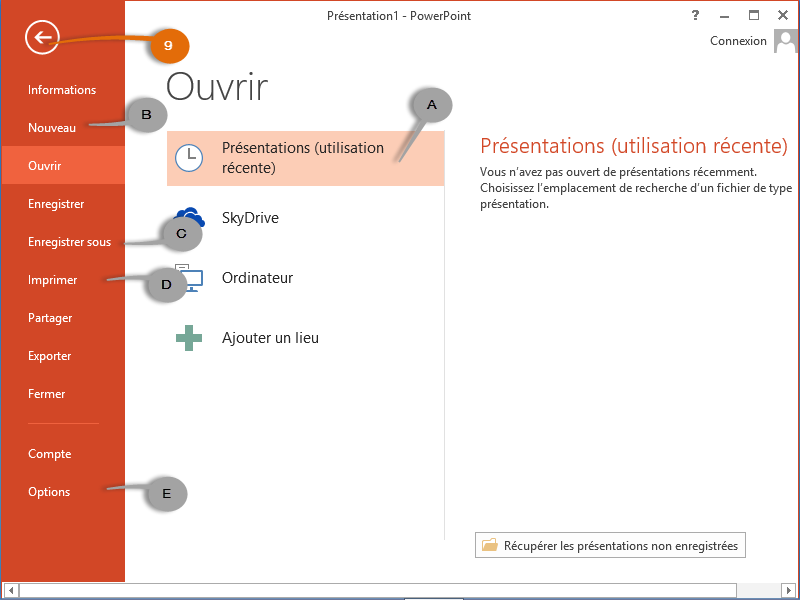 Présentation1 - PowerPoint
?
Connexion
9
Informations
B
Nouveau
Ouvrir
Enregistrer
Enregistrer sous
C
Imprimer
D
Partager
Exporter
Fermer
Compte
Options
E
Ouvrir
A
Présentations (utilisation
récente)
SkyDrive
Ordinateur
Ajouter un lieu
Présentations (utilisation récente)
Vous n'avez pas ouvert de présentations récemment.
Choisissez l'emplacement de recherche d'un fichier de type
présentation.
Récupérer les présentations non enregistrées